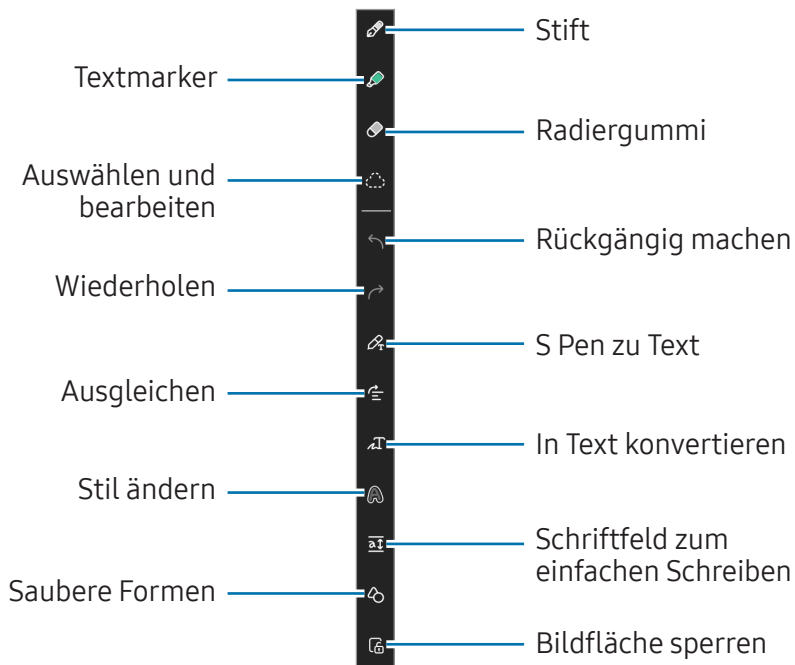 Stift
Textmarker
Radiergummi
Auswählen und
bearbeiten
Rückgängig machen
Wiederholen
S Pen zu Text
Ausgleichen
In Text konvertieren
Stil ändern
Schriftfeld zum
einfachen Schreiben
Saubere Formen
Bildfläche sperren